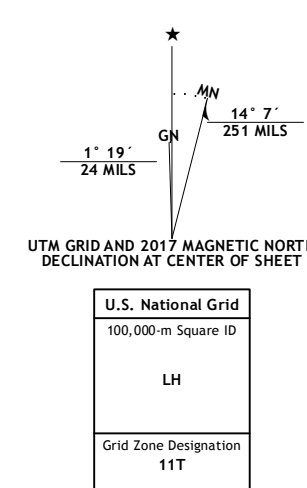 ★
MN
GN
14° 7´
251 MILS
1° 19´
24 MILS
UTM GRID AND 2017 MAGNETIC NORTH
DECLINATION AT CENTER OF SHEET
U.S. National Grid
100,000-m Square ID
LH
Grid Zone Designation
11T